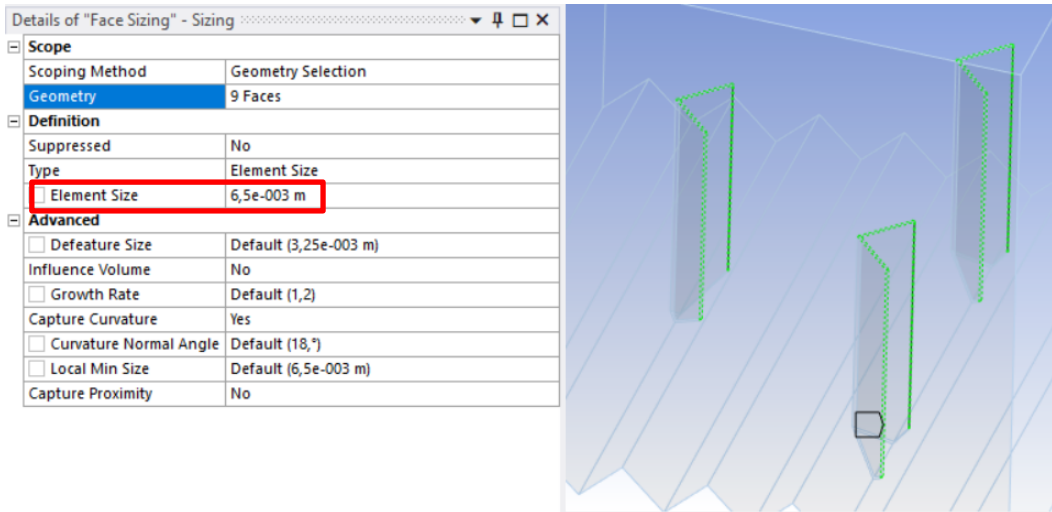 Details of "Face Sizing" - Sizing
Scope
Scoping Method Geometry Selection
Geometry 9 Faces
Definition
Suppressed No
Type Element Size
Element Size 6,5e-003 m
Advanced
Defeature Size Default (3,25e-003 m)
Influence Volume No
Growth Rate Default (1,2)
Capture Curvature Yes
Curvature Normal Angle Default (18,°)
Local Min Size Default (6,5e-003 m)
Capture Proximity No